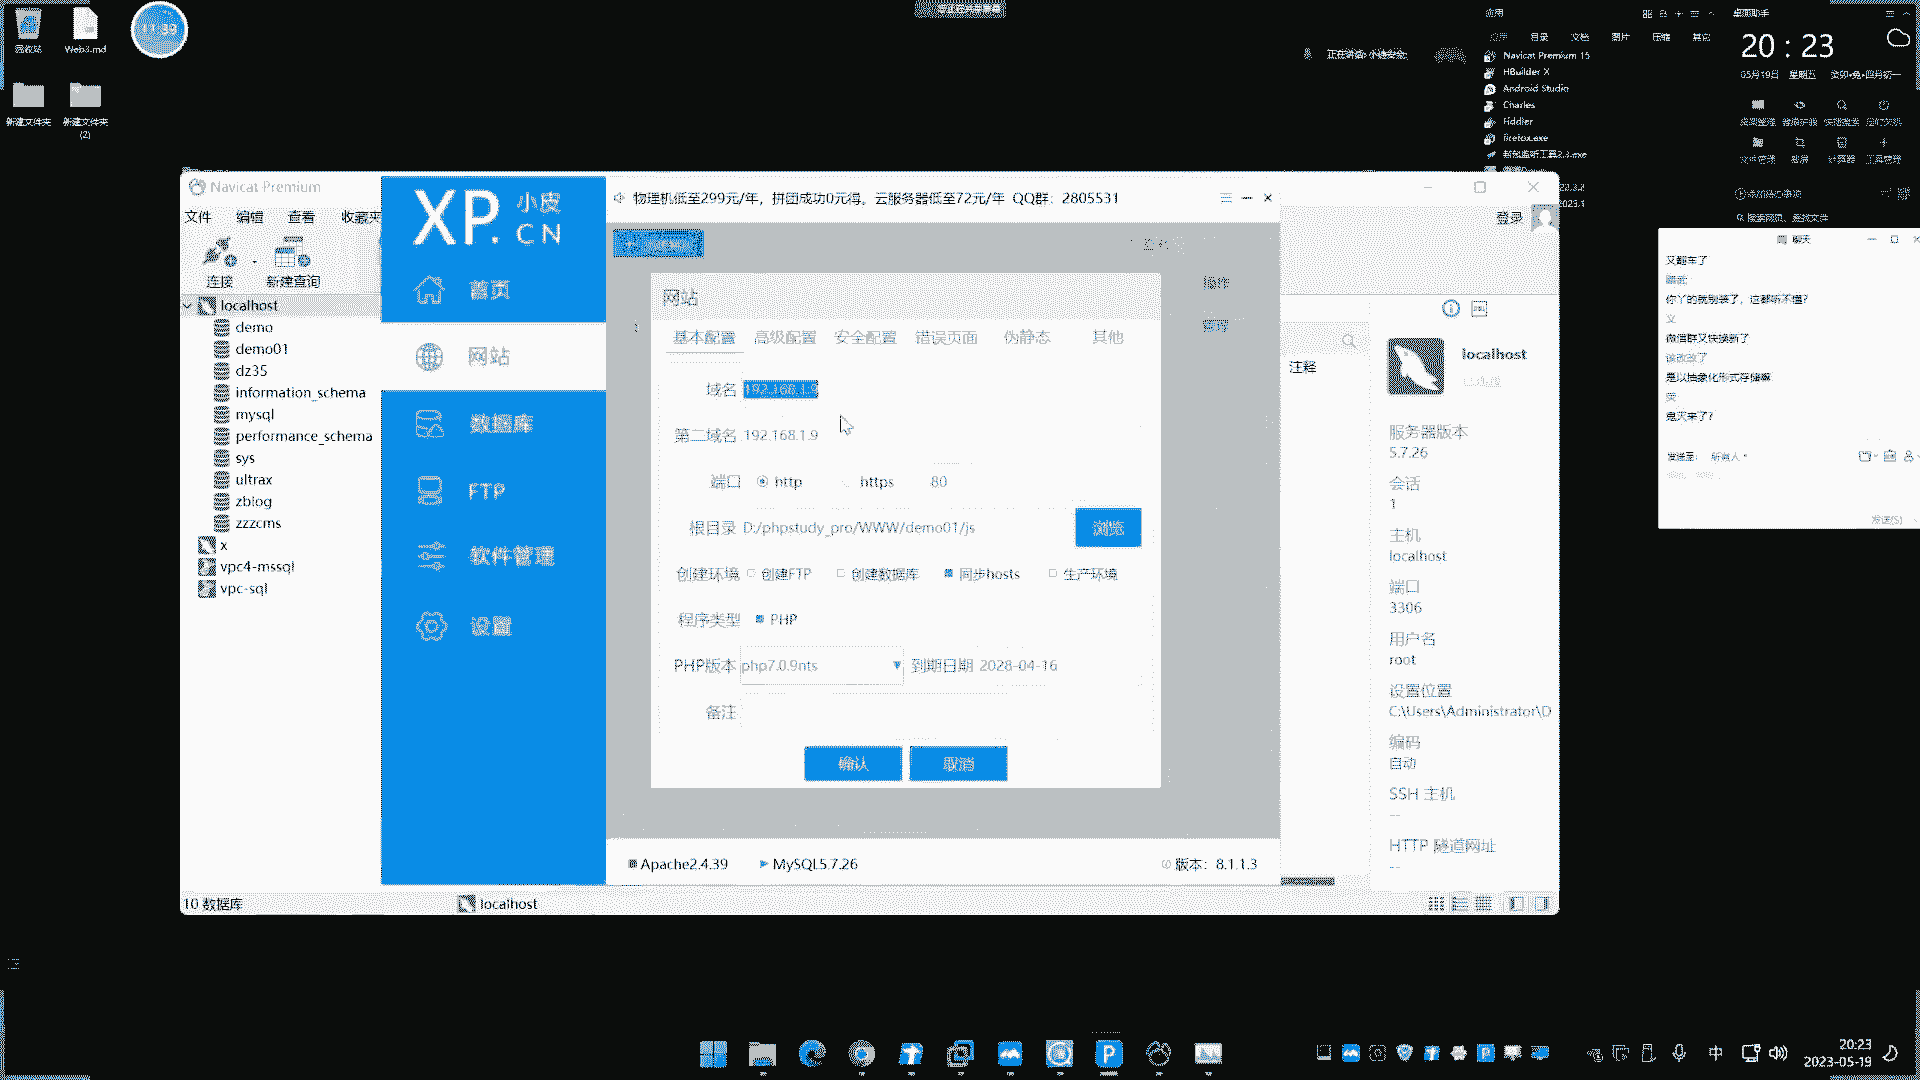 Web3.md
新建文件夹
新建文件夹
(2)
Navicat Premium 15
HBuilder X
Android Studio
Charles
Fiddler
firefox.exe
20 : 23
05月19日 星期五
Navicat Premium
文件 编辑 查看 收藏夹
连接 新建查询
localhost
demo
demo01
dz35
information_schema
mysql
performance_schema
sys
ultrax
zblog
zzzcms
x
vpc4-mssql
vpc-sql
10 数据库
localhost
XP. 小皮
CN
首页
网站
数据库
FTP
软件管理
设置
物理机低至299元/年，拼团成功0元得。云服务器低至72元/年 QQ群：2805531
网站
基本配置 高级配置 安全配置 错误页面 伪静态 其他
域名 192.168.1.9
第二域名 192.168.1.9
端口 http https 80
根目录 D:/phpstudy_pro/WWW/demo01/js 浏览
创建环境 创建FTP 创建数据库 同步hosts 生产环境
程序类型 PHP
PHP版本 php7.0.9nts 到期日期 2028-04-16
备注
确认 取消
Apache2.4.39 MySQL5.7.26 版本：8.1.1.3
登录
注释
localhost
服务器版本
5.7.26
会话
1
主机
localhost
端口
3306
用户名
root
设置位置
C:\Users\Administrator\D
编码
自动
SSH 主机
--
HTTP 隧道网址
--
聊天
又翻车了
你丫的就别装了，这都听不懂?
微信群又快换新了
是以抽象化形式存储嘛
鬼灭来了?
发送(S)
中
20:23
2023-05-19